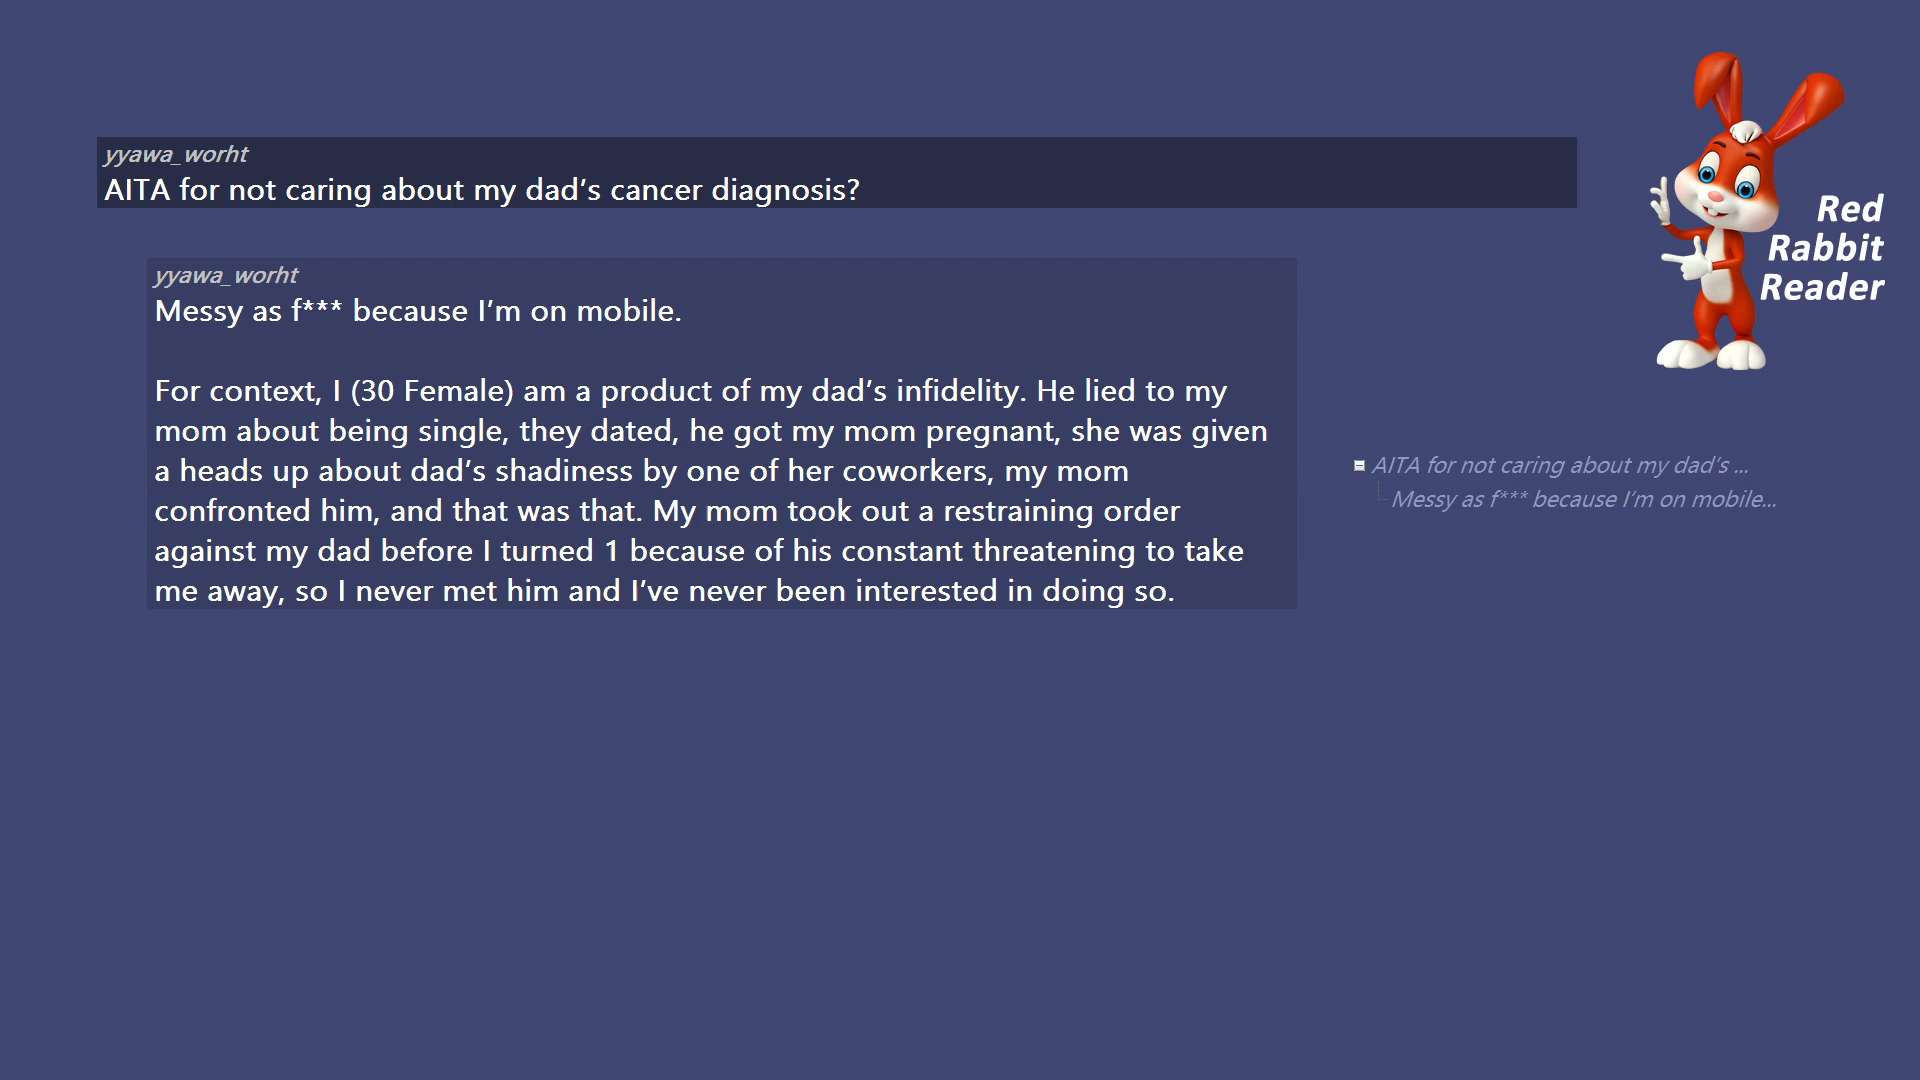 yyawa_worht
AITA for not caring about my dad’s cancer diagnosis?
yyawa_worht
Messy as f*** because I’m on mobile.
For context, I (30 Female) am a product of my dad’s infidelity. He lied to my
mom about being single, they dated, he got my mom pregnant, she was given
a heads up about dad’s shadiness by one of her coworkers, my mom
confronted him, and that was that. My mom took out a restraining order
against my dad before I turned 1 because of his constant threatening to take
me away, so I never met him and I’ve never been interested in doing so.
Red
Rabbit
Reader
AITA for not caring about my dad’s ...
Messy as f*** because I’m on mobile...